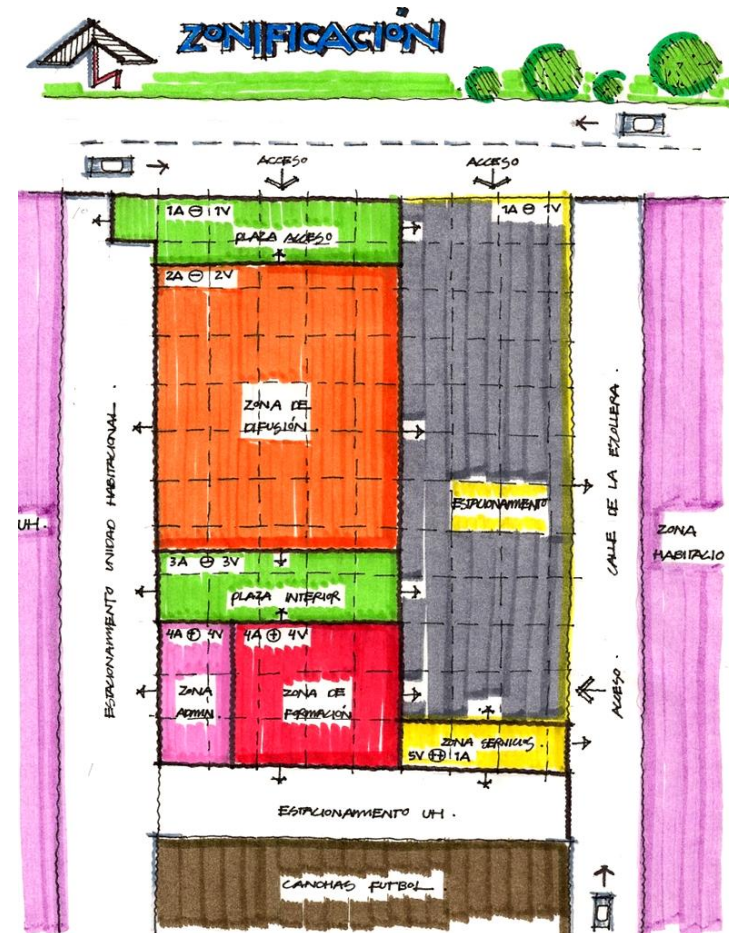 ZONIFICACIÓN
ACCESO
ACCESO
1A ⊖ 1V
1A ⊖ 1V
PLAZA ACCESO
2A ⊖ 2V
ZONA DE
DIFUSIÓN.
ESTACIONAMIENTO
CALLE DE LA ESCOLLERA.
UH.
ZONA
HABITACIO
3A ⊖ 3V
PLAZA INTERIOR
4A ⊕ 4V
4A ⊕ 4V
ZONA
ADMIN.
ZONA DE
FORMACIÓN
ACCESO.
ZONA SERVICIOS.
5V ⊕ 1A
ESTACIONAMIENTO UNIDAD HABITACIONAL.
ESTACIONAMIENTO UH.
CANCHAS FUTBOL